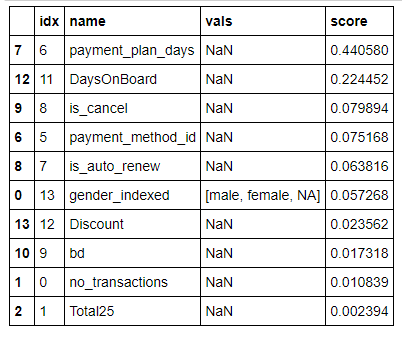 idx name vals score
7 6 payment_plan_days NaN 0.440580
12 11 DaysOnBoard NaN 0.224452
9 8 is_cancel NaN 0.079894
6 5 payment_method_id NaN 0.075168
8 7 is_auto_renew NaN 0.063816
0 13 gender_indexed [male, female, NA] 0.057268
13 12 Discount NaN 0.023562
10 9 bd NaN 0.017318
1 0 no_transactions NaN 0.010839
2 1 Total25 NaN 0.002394